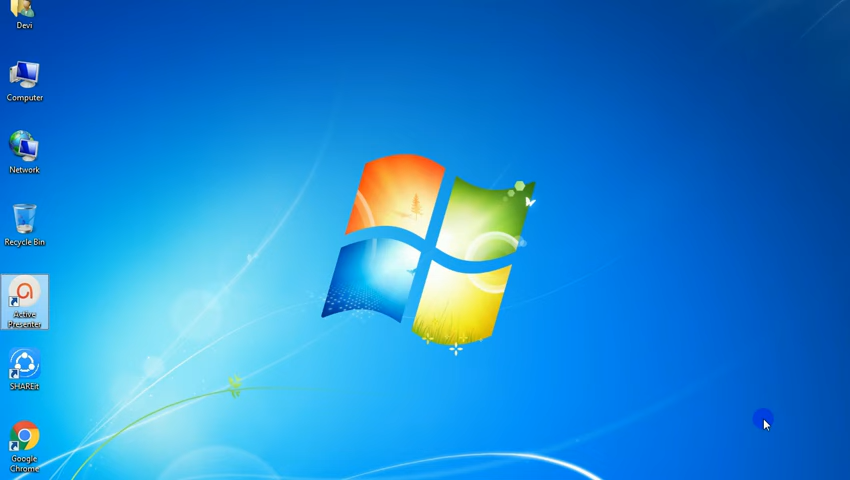 Devi
Computer
Network
Recycle Bin
Active
Presenter
SHAREit
Google
Chrome